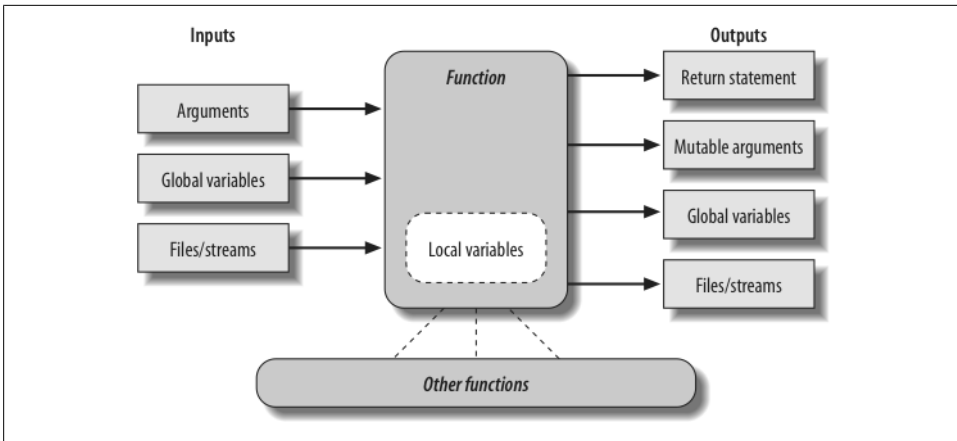 Inputs
Outputs
Function
Arguments
Global variables
Files/streams
Local variables
Return statement
Mutable arguments
Global variables
Files/streams
Other functions